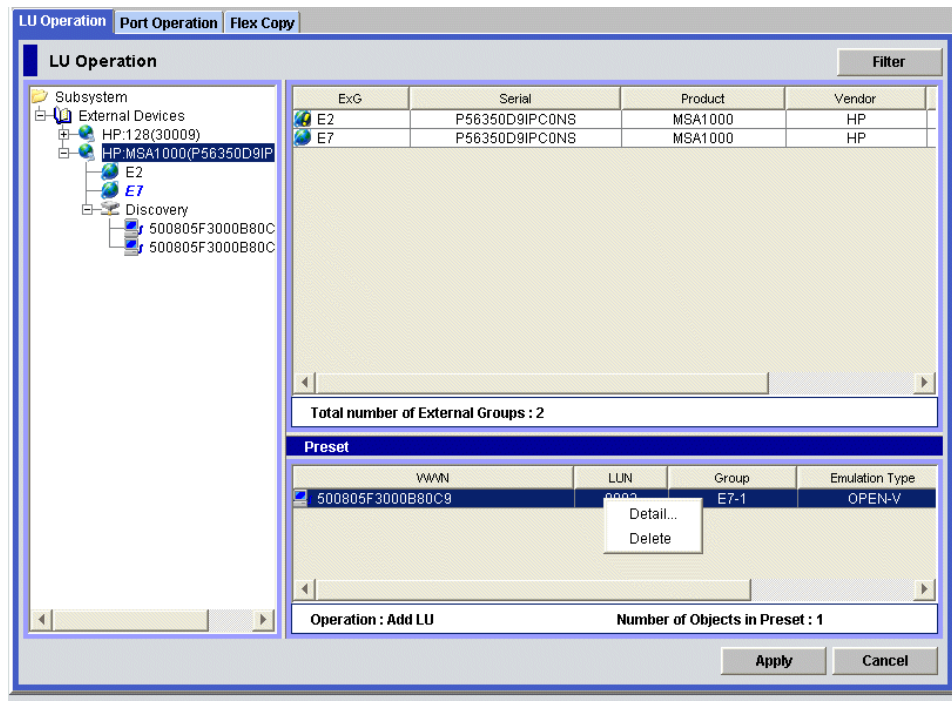 LU Operation Port Operation Flex Copy
LU Operation
Filter
Subsystem
External Devices
HP:128(30009)
HP:MSA1000(P56350D9IP
E2
E7
Discovery
500805F3000B80C
500805F3000B80C
ExG Serial Product Vendor
E2 P56350D9IPC0NS MSA1000 HP
E7 P56350D9IPC0NS MSA1000 HP
Total number of External Groups : 2
Preset
WWN LUN Group Emulation Type
500805F3000B80C9 E7-1 OPEN-V
Detail...
Delete
Operation : Add LU Number of Objects in Preset : 1
Apply Cancel